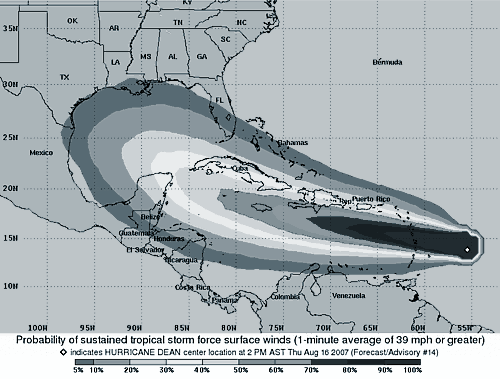 KY
OK
TN
NC
AR
SC
MS
AL
GA
35N
LA
TX
Bermuda
30N
FL
25N
Bahamas
Mexico
Cuba
20N
Puerto Rico
Belize
15N
Guatemala
Honduras
El Salvador
Nicaragua
10N
Costa Rica
Panama
Colombia
Venezuela
100W 95W 90W 85W 80W 75W 70W 65W 60W 55W
Probability of sustained tropical storm force surface winds (1-minute average of 39 mph or greater)
indicates HURRICANE DEAN center location at 2 PM AST Thu Aug 16 2007 (Forecast/Advisory #14)
5% 10% 20% 30% 40% 50% 60% 70% 80% 90% 100%